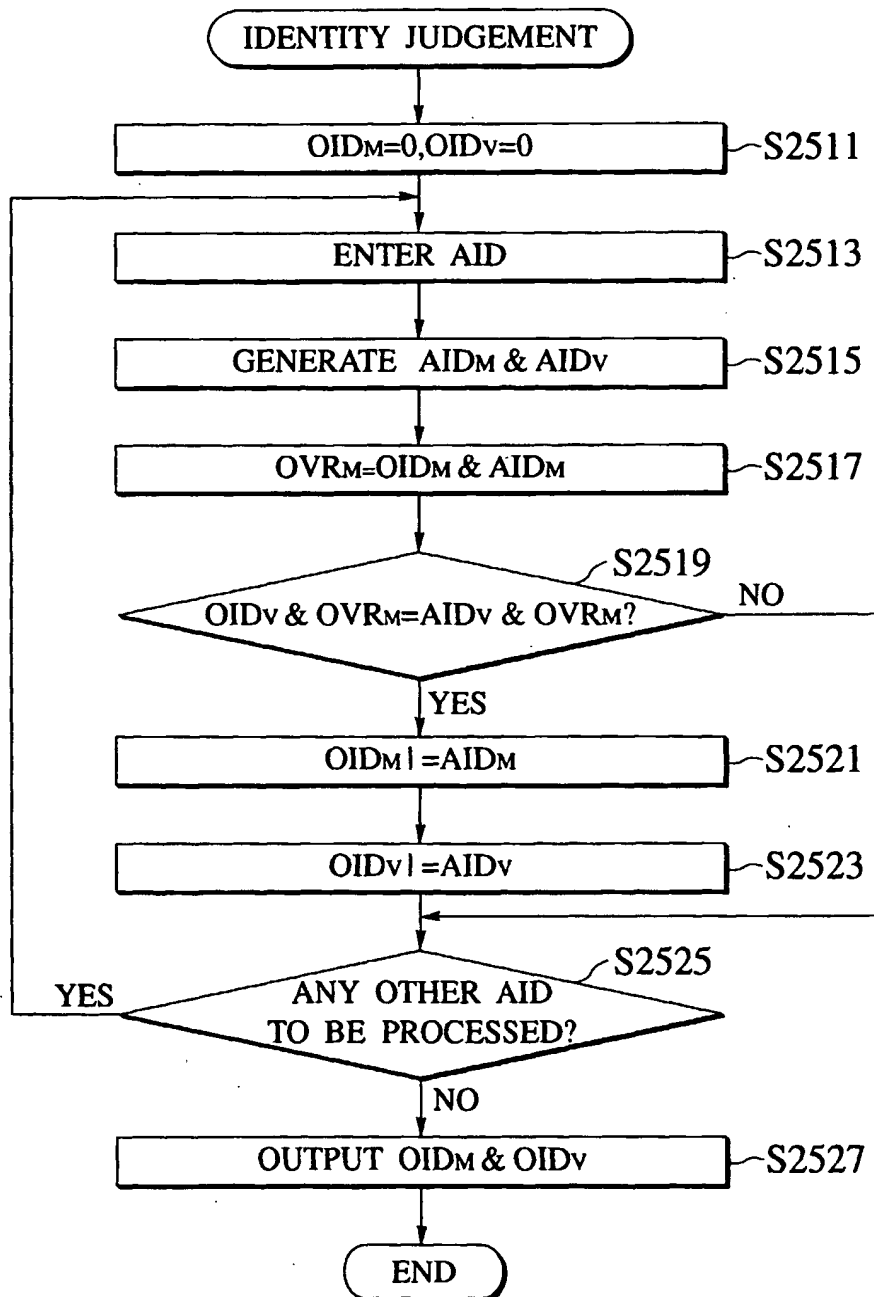 IDENTITY JUDGEMENT
OIDM=0,OIDV=0
S2511
ENTER AID
S2513
GENERATE AIDM & AIDV
S2515
OVRM=OIDM & AIDM
S2517
S2519
OIDV & OVRM=AIDV & OVRM?
NO
YES
OIDM|=AIDM
S2521
OIDV|=AIDV
S2523
S2525
YES
ANY OTHER AID
TO BE PROCESSED?
NO
OUTPUT OIDM & OIDV
S2527
END